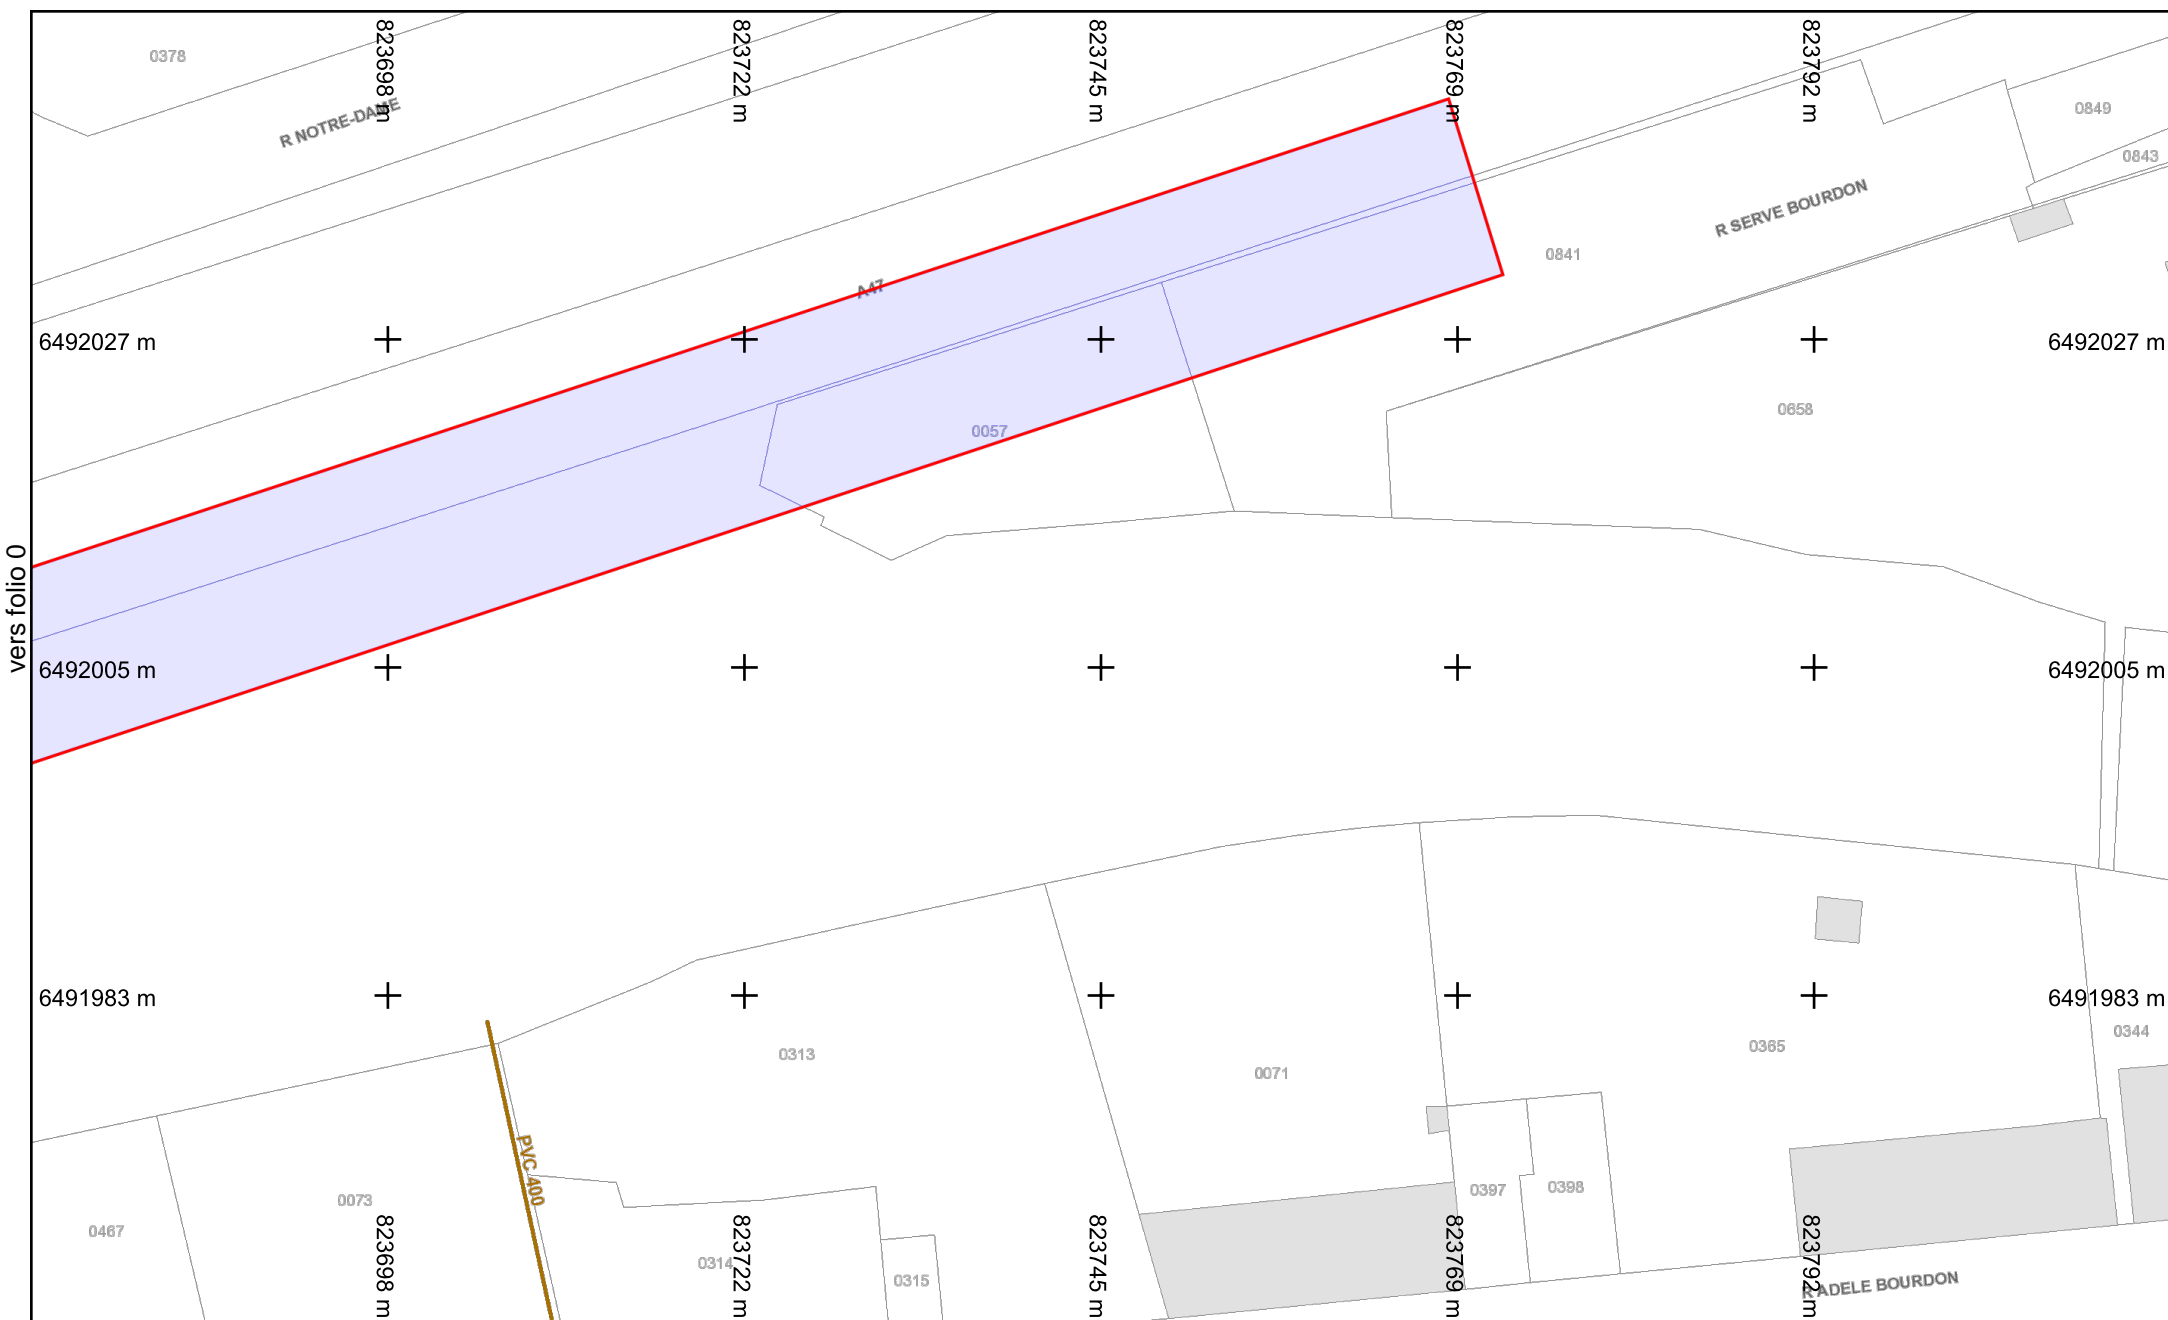 823698 m
823722 m
823745 m
823769 m
823792 m
0378
R NOTRE-DAME
0849
0843
R SERVE BOURDON
0841
A47
6492027 m
6492027 m
0658
0057
vers folio 0
6492005 m
6492005 m
6491983 m
6491983 m
0344
0365
0313
0071
PVC 400
0397
0398
0073
0467
0314
0315
823698 m
823722 m
823745 m
823769 m
823792 m
R ADELE BOURDON